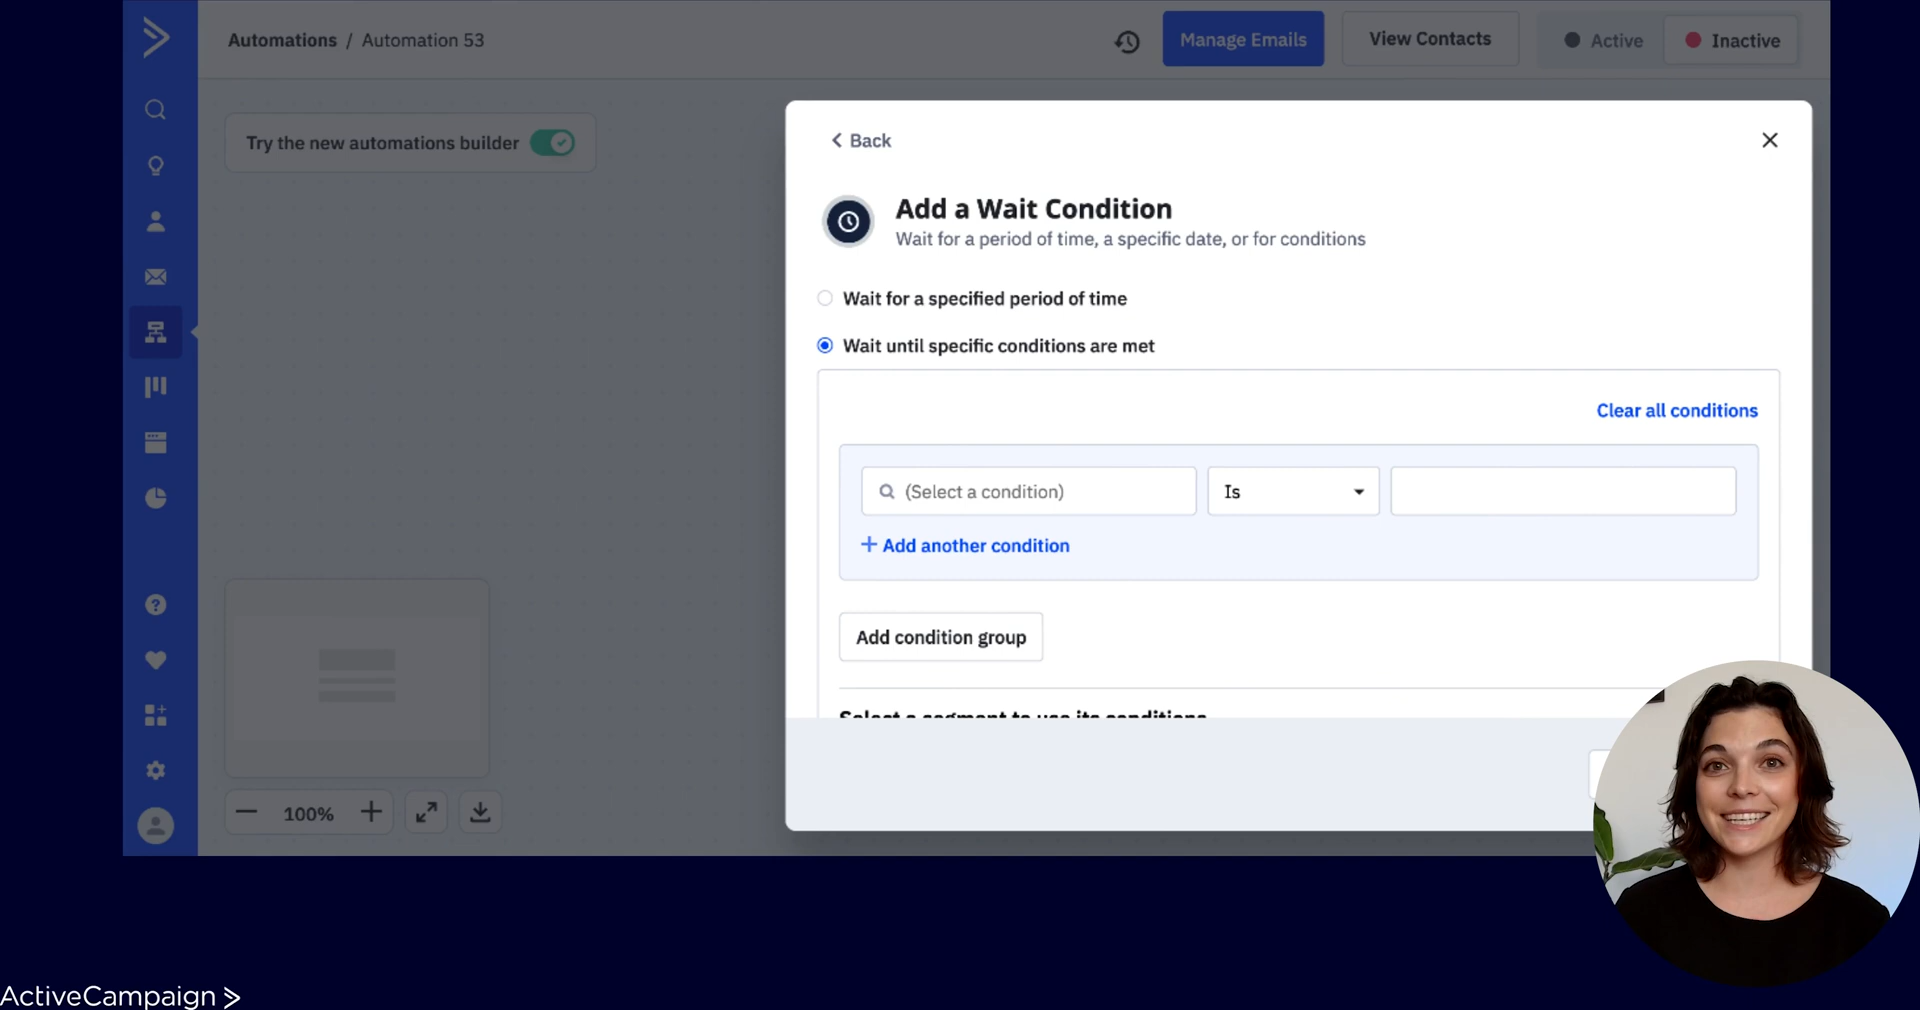 Automations / Automation 53
Manage Emails
View Contacts
Active
Inactive
Try the new automations builder
Back
Add a Wait Condition
Wait for a period of time, a specific date, or for conditions
Wait for a specified period of time
Wait until specific conditions are met
Clear all conditions
(Select a condition)
Is
+ Add another condition
Add condition group
Select a segment to use its conditions
100%
ActiveCampaign >